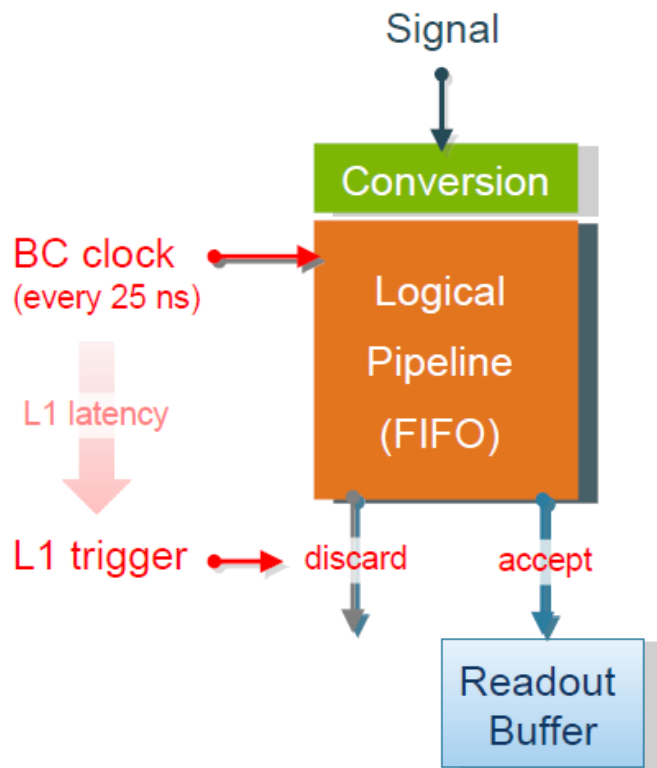 Signal
Conversion
BC clock
(every 25 ns)
Logical
Pipeline
(FIFO)
L1 latency
L1 trigger
discard
accept
Readout
Buffer